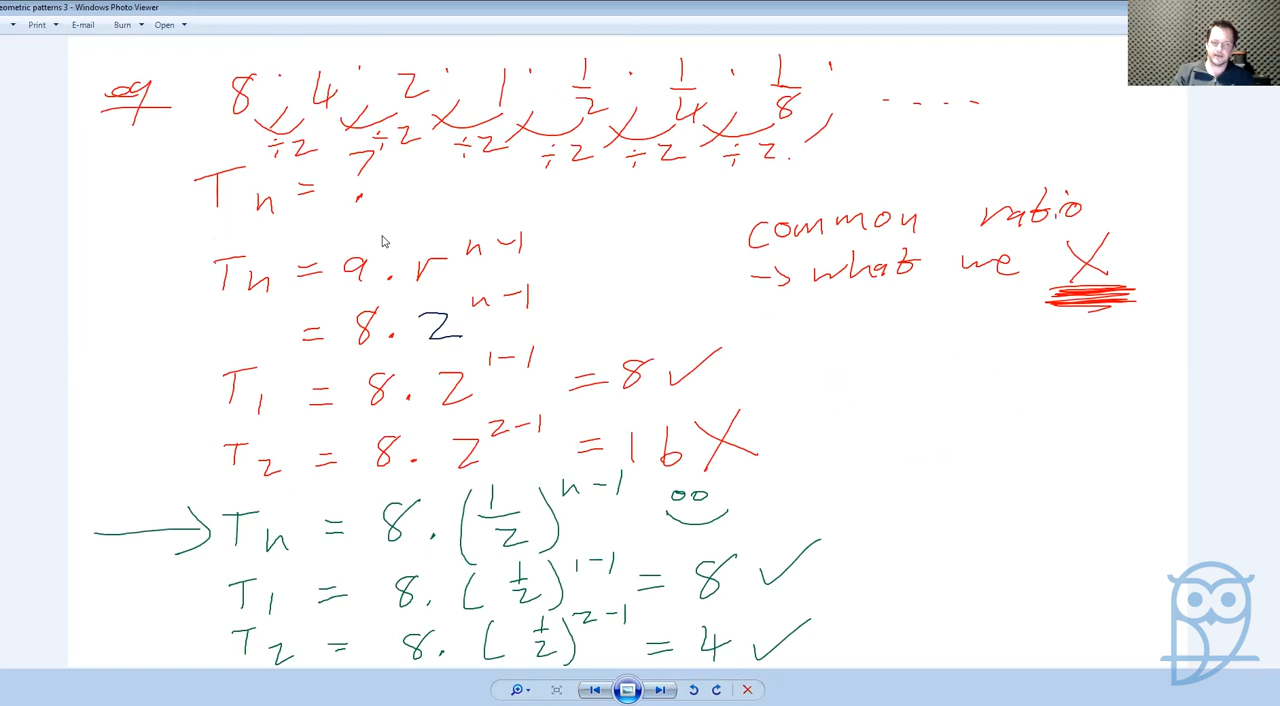 eometric patterns 3 - Windows Photo Viewer
Print E-mail Burn Open
eg 8 ; 4 ; 2 ; 1 ; 1/2 ; 1/4 ; 1/8 ; ....
÷2 ÷2 ÷2 ÷2 ÷2 ÷2
Tn = ?
common ratio
→ what we X
Tn = a . r^(n-1)
= 8 . 2^(n-1)
T1 = 8 . 2^(1-1) = 8 ✓
T2 = 8 . 2^(2-1) = 16 X
→ Tn = 8 . (1/2)^(n-1)
T1 = 8 . (1/2)^(1-1) = 8 ✓
T2 = 8 . (1/2)^(2-1) = 4 ✓